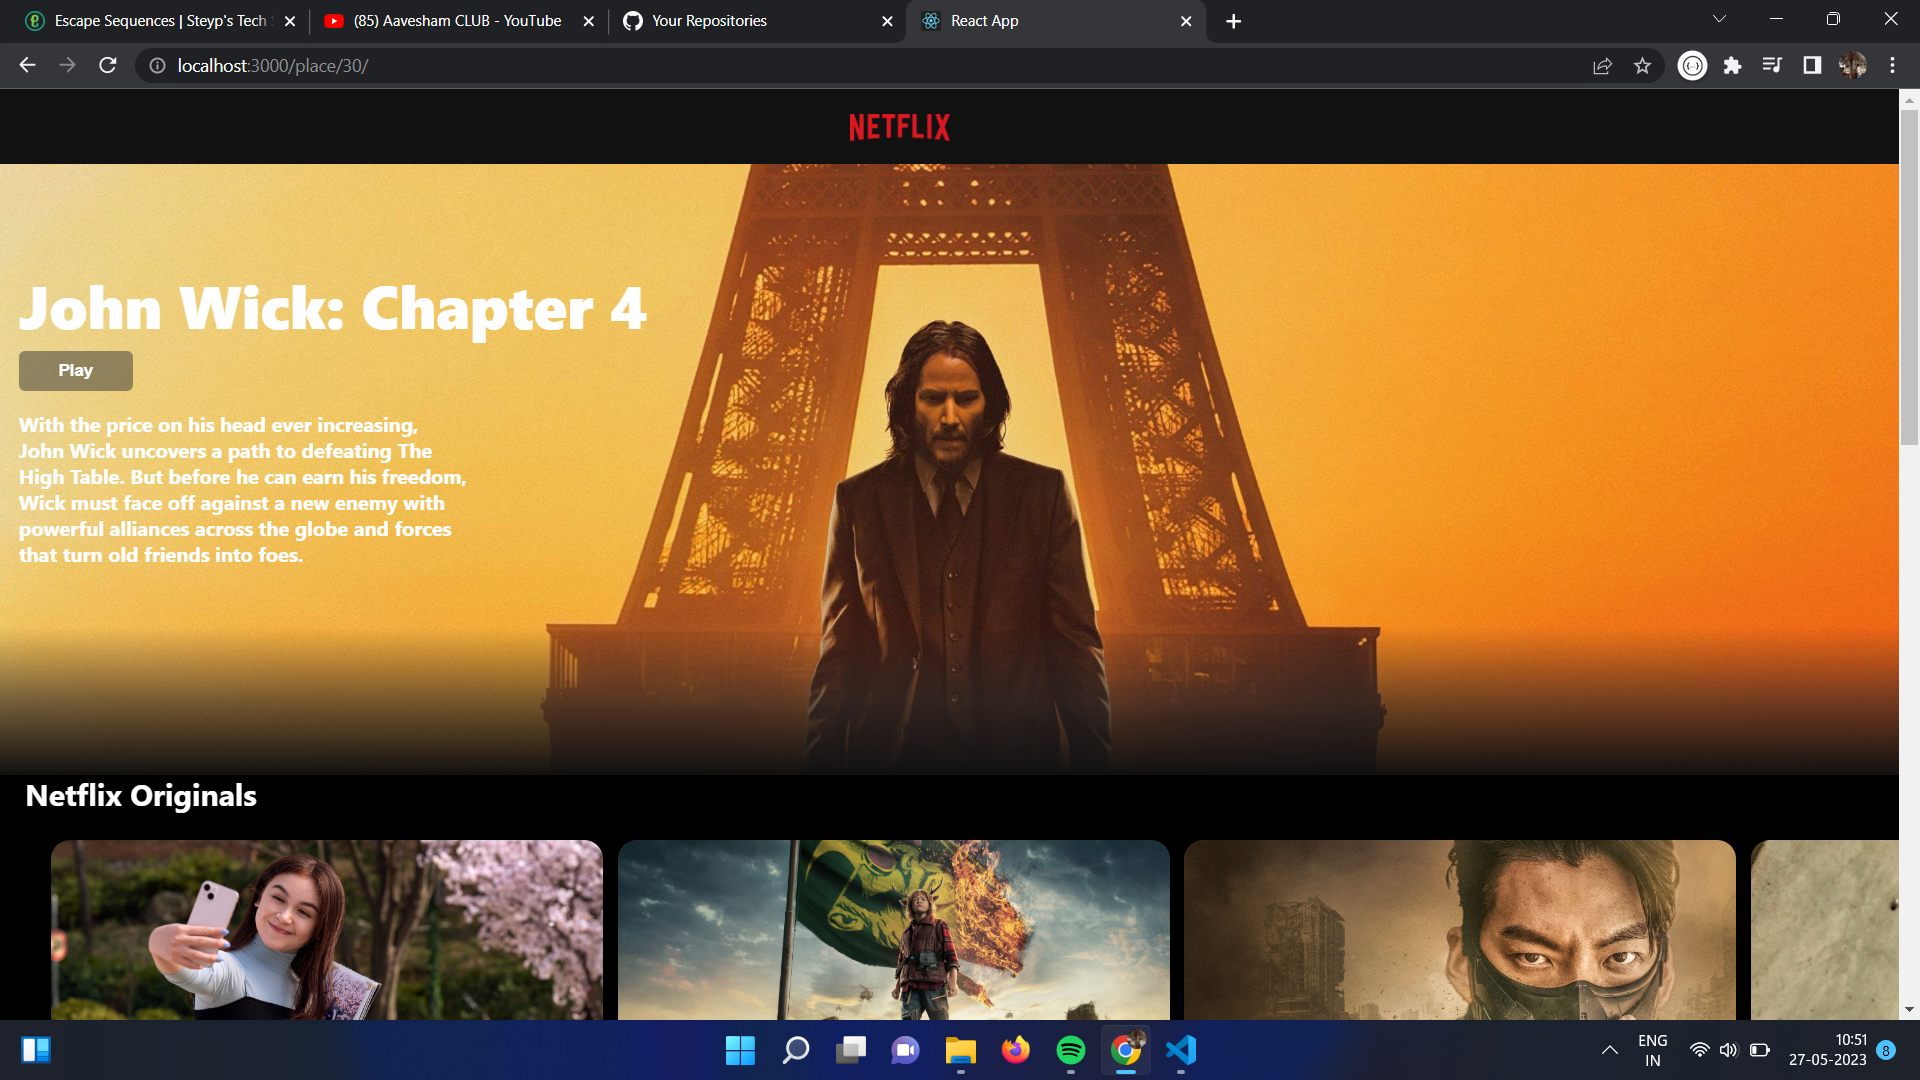 Escape Sequences | Steyp's Tech
(85) Aavesham CLUB - YouTube
Your Repositories
React App
localhost:3000/place/30/
NETFLIX
John Wick: Chapter 4
Play
With the price on his head ever increasing,
John Wick uncovers a path to defeating The
High Table. But before he can earn his freedom,
Wick must face off against a new enemy with
powerful alliances across the globe and forces
that turn old friends into foes.
Netflix Originals
ENG
IN
10:51
27-05-2023
8